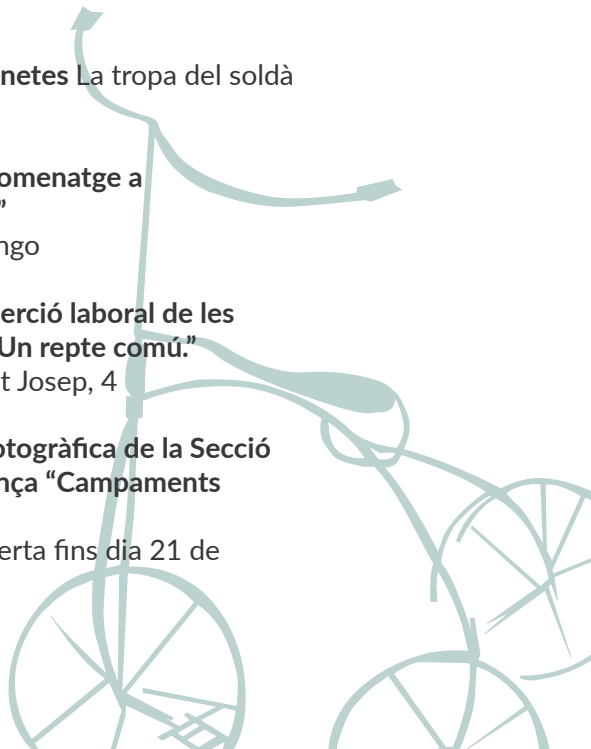 netes La tropa del soldà
omenatge a
”
ngo
erció laboral de les
Un repte comú.”
t Josep, 4
otogràfica de la Secció
nça “Campaments
erta fins dia 21 de